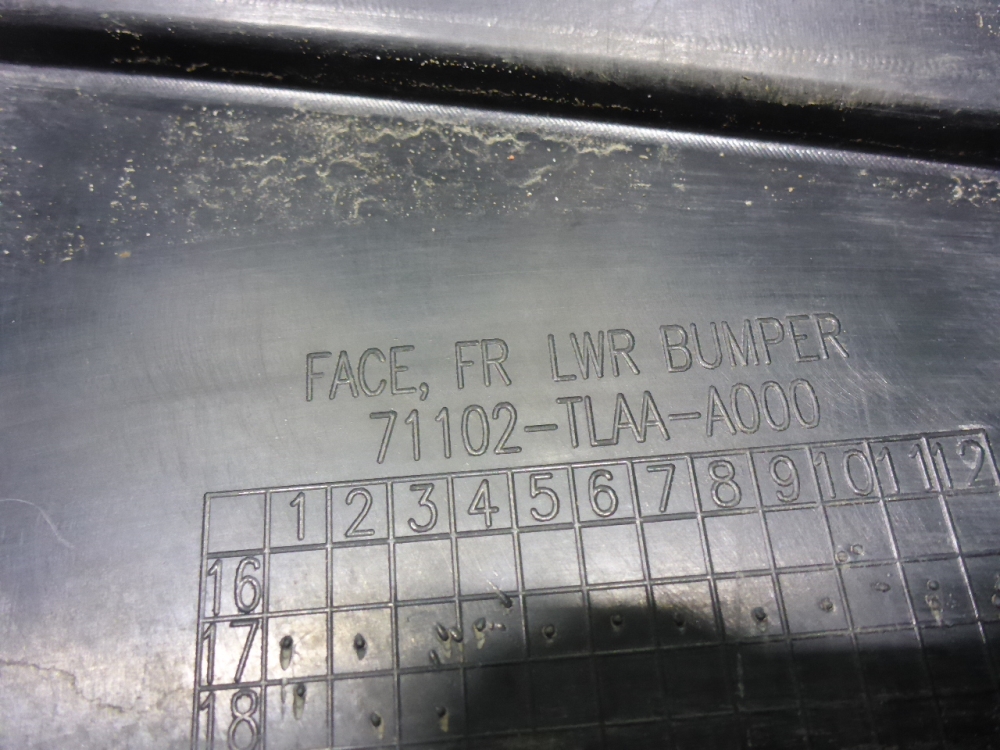 FACE, FR LWR BUMPER
71102-TLAA-A000
1 2 3 4 5 6 7 8 9 10 11 12
16
17
18